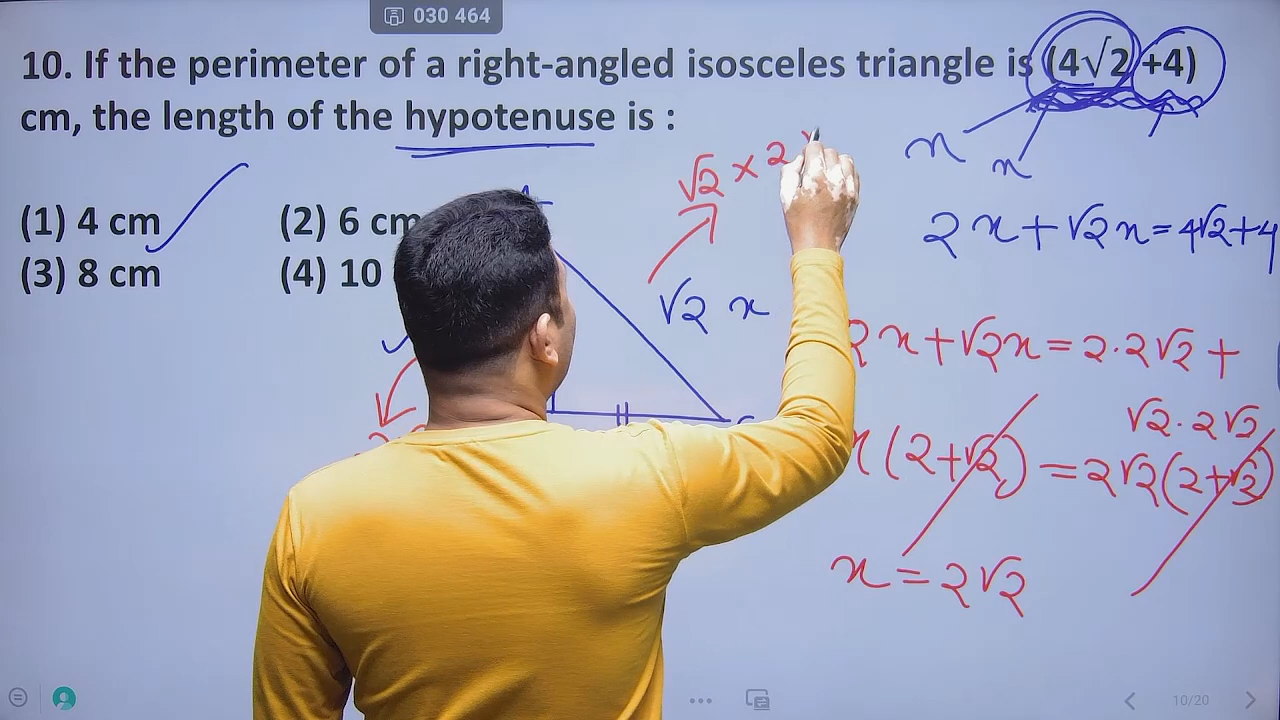 030 464
10. If the perimeter of a right-angled isosceles triangle is (4√2 +4)
cm, the length of the hypotenuse is :
(1) 4 cm
(2) 6 cm
(3) 8 cm
(4) 10
√2 × 2
√2 x
x
x
2x+√2x=4√2+4
2x+√2x=2·2√2+
√2·2√2
x(2+√2)=2√2(2+√2)
x=2√2
10/20